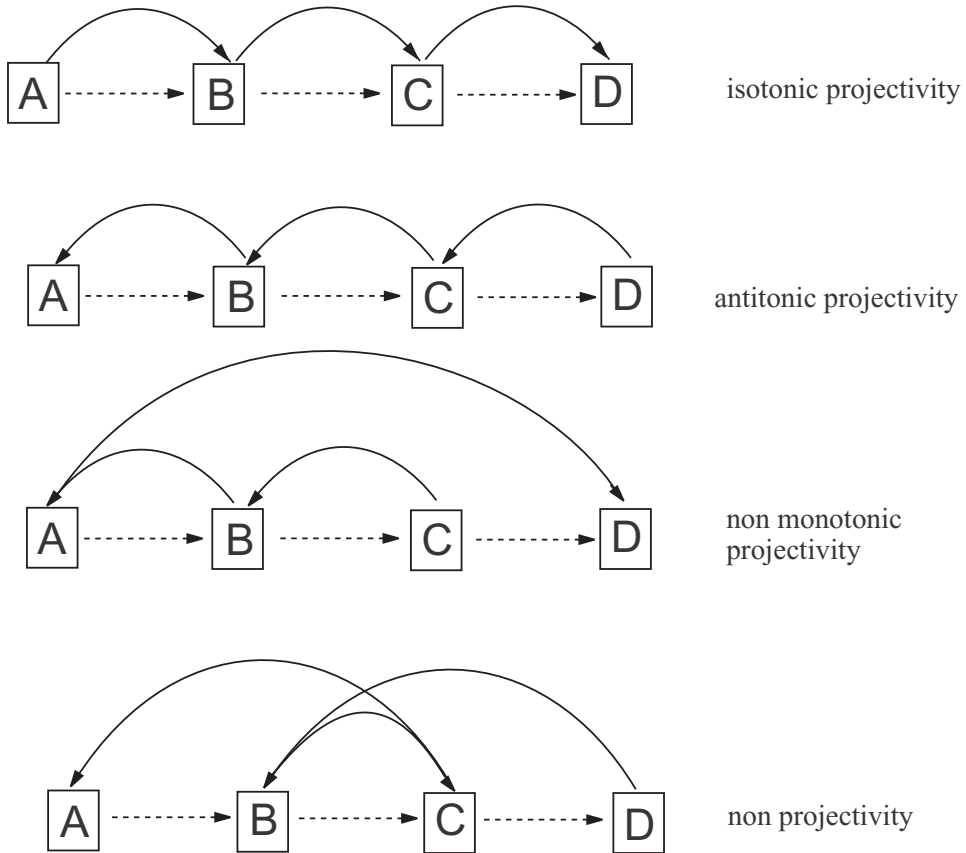 A B C D isotonic projectivity
A B C D antitonic projectivity
A B C D non monotonic
projectivity
A B C D non projectivity